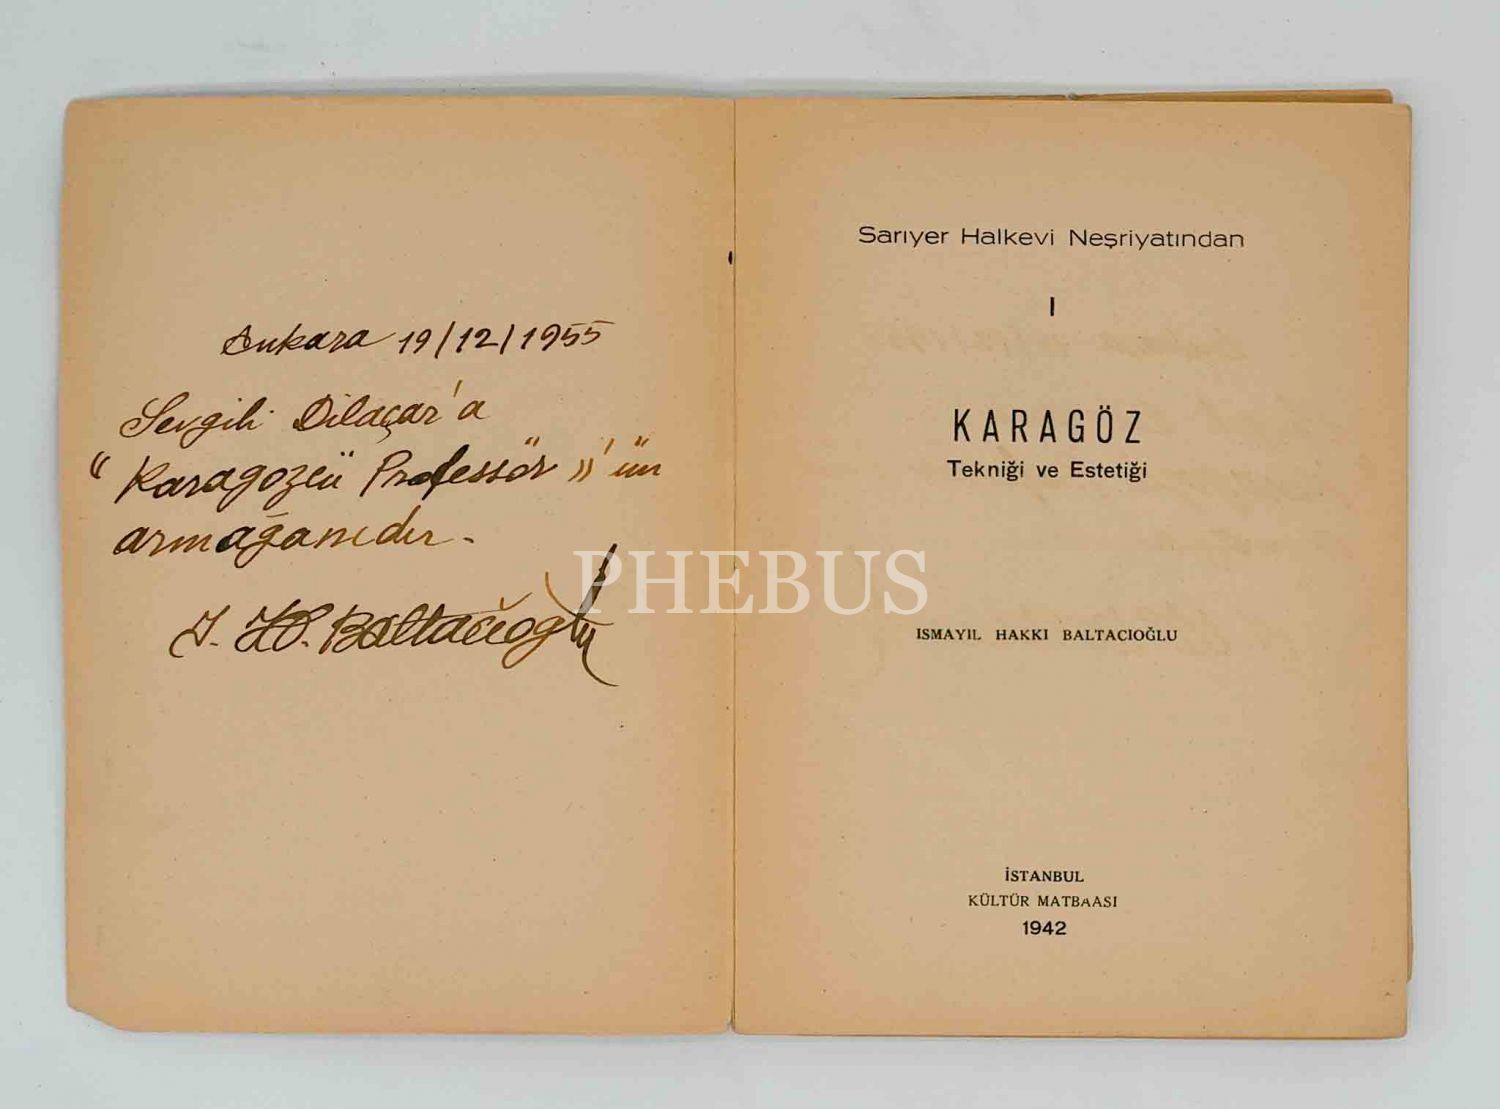 Ankara 19/12/1955
Sevgili Dilaçar'a
“Karagözcü Professör»'ün
armağanıdır.
I. H. Baltacıoğlu
Sarıyer Halkevi Neşriyatından
I
KARAGÖZ
Tekniği ve Estetiği
ISMAYIL HAKKI BALTACIOĞLU
İSTANBUL
KÜLTÜR MATBAASI
1942
PHEBUS